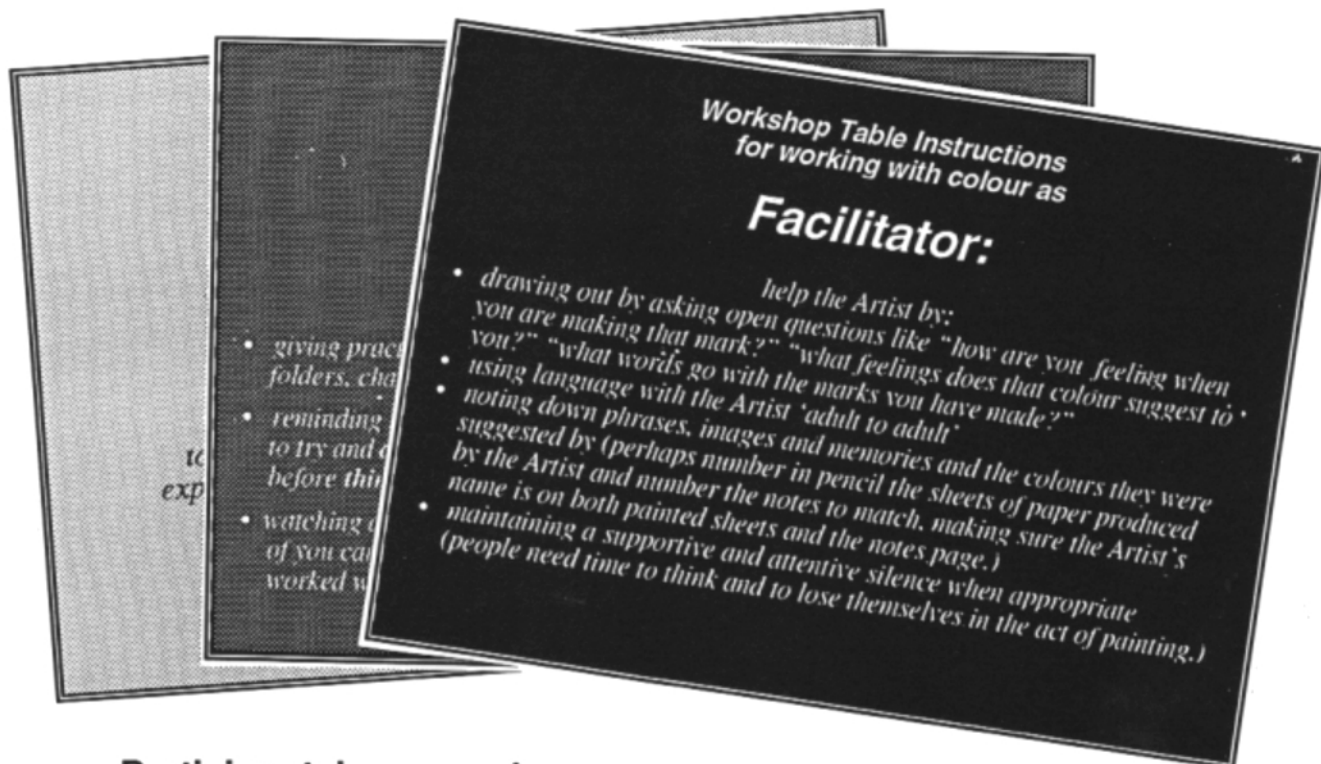 Workshop Table Instructions
for working with colour as
Facilitator:
help the Artist by:
• drawing out by asking open questions like "how are you feeling when
you are making that mark?" "what feelings does that colour suggest to
you?" "what words go with the marks you have made?"
• using language with the Artist 'adult to adult'
• noting down phrases, images and memories and the colours they were
suggested by (perhaps number in pencil the sheets of paper produced
by the Artist and number the notes to match, making sure the Artist's
name is on both painted sheets and the notes page.)
• maintaining a supportive and attentive silence when appropriate
(people need time to think and to lose themselves in the act of painting.)
• giving
folders,
• reminding
to try and
before
• watching
of you
worked